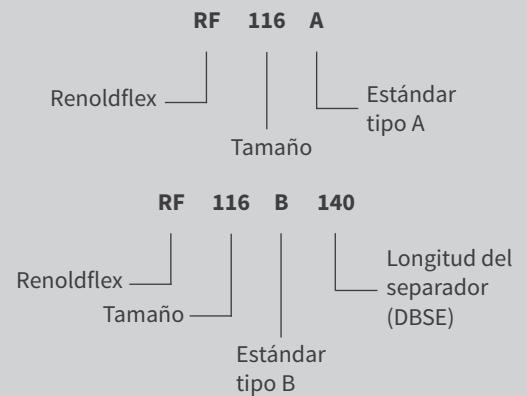 RF 116 A
Renoldflex
Estándar
tipo A
Tamaño
RF 116 B 140
Renoldflex
Tamaño
Longitud del
separador
(DBSE)
Estándar
tipo B